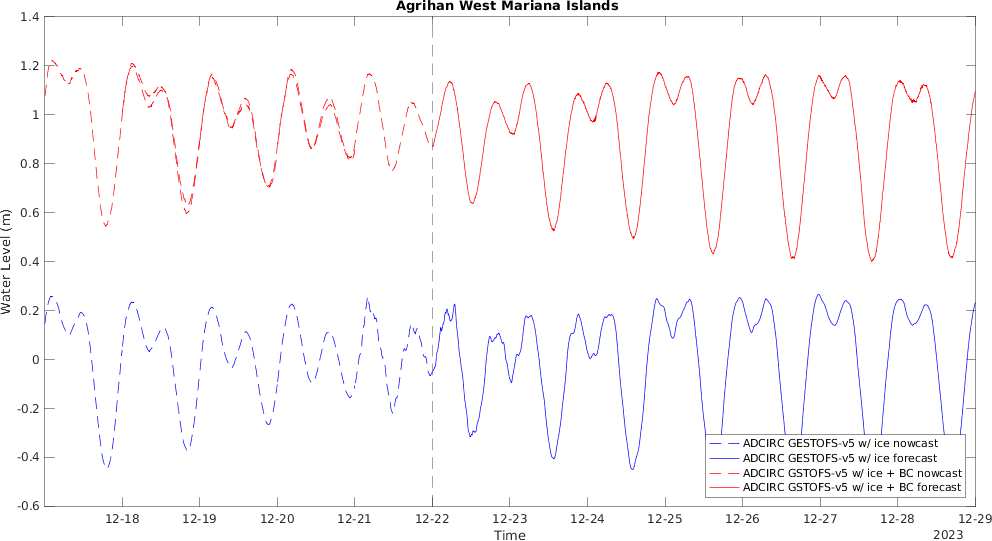 Agrihan West Mariana Islands
1.4
1.2
1
0.8
0.6
0.4
0.2
0
-0.2
-0.4
-0.6
Water Level (m)
ADCIRC GESTOFS-v5 w/ ice nowcast
ADCIRC GESTOFS-v5 w/ ice forecast
ADCIRC GSTOFS-v5 w/ ice + BC nowcast
ADCIRC GSTOFS-v5 w/ ice + BC forecast
12-18 12-19 12-20 12-21 12-22 12-23 12-24 12-25 12-26 12-27 12-28 12-29
Time
2023